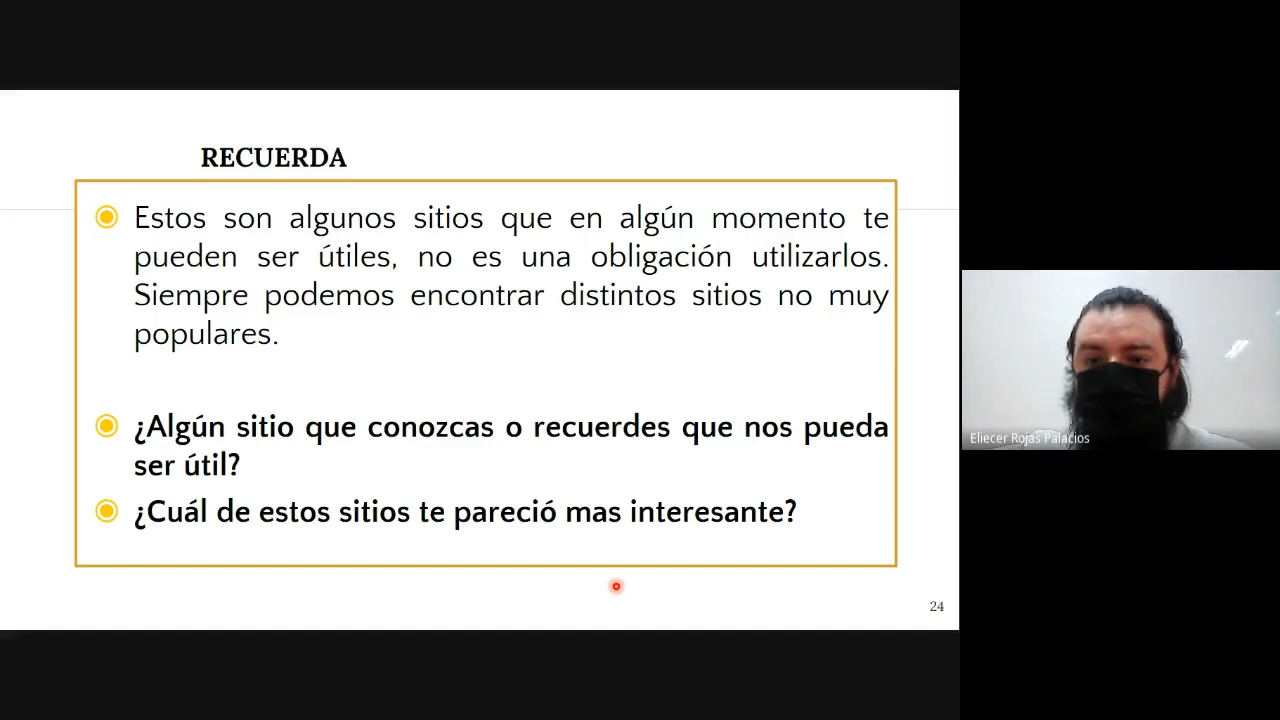 RECUERDA
Estos son algunos sitios que en algún momento te
pueden ser útiles, no es una obligación utilizarlos.
Siempre podemos encontrar distintos sitios no muy
populares.
¿Algún sitio que conozcas o recuerdes que nos pueda
ser útil?
¿Cuál de estos sitios te pareció mas interesante?
24
Eliecer Rojas Palacios